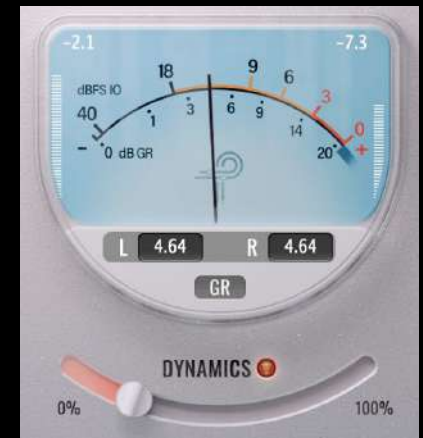 -2.1 -7.3
18 9 6
dBFS IO 3
40 1 3 6 9 14 0
- 0 dB GR 20 +
L 4.64 R 4.64
GR
DYNAMICS
0% 100%